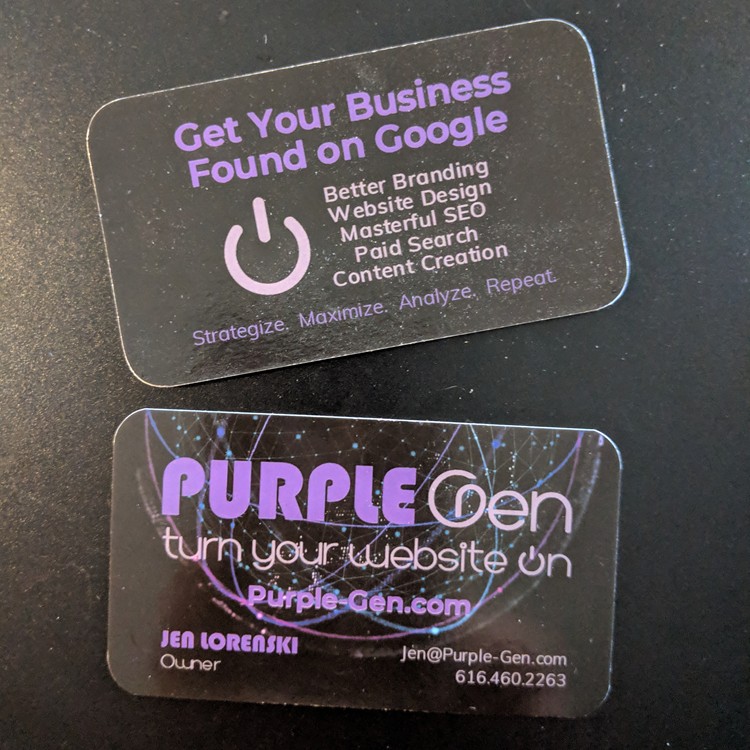 Get Your Business
Found on Google
Better Branding
Website Design
Masterful SEO
Paid Search
Content Creation
Strategize. Maximize. Analyze. Repeat.
PURPLE Gen
turn your website on
Purple-Gen.com
JEN LORENSKI
Owner
Jen@Purple-Gen.com
616.460.2263